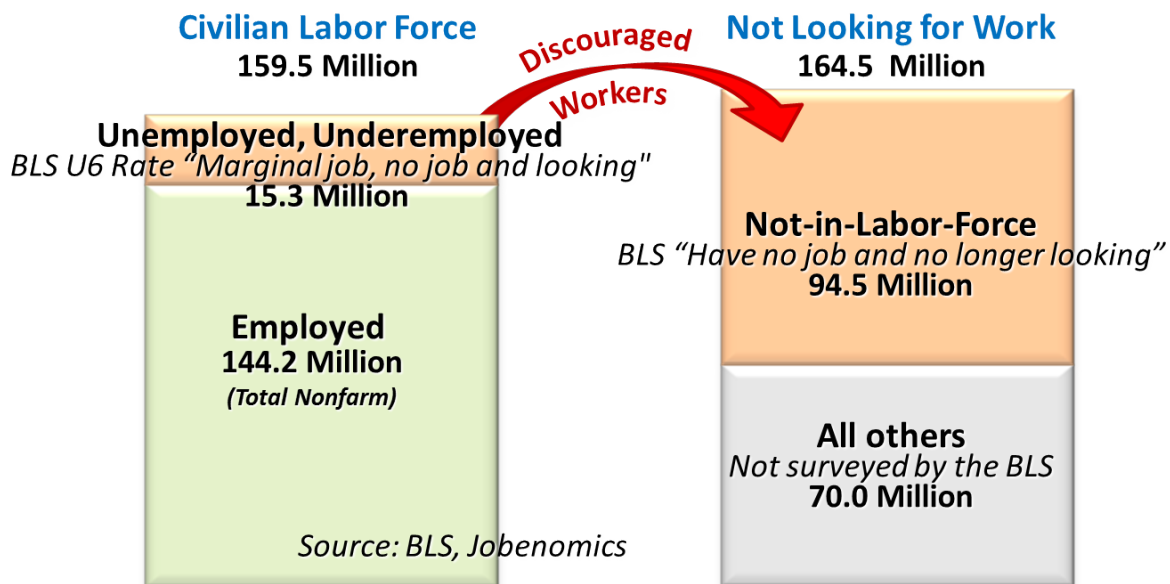 Civilian Labor Force
159.5 Million
Discouraged
Workers
Not Looking for Work
164.5 Million
Unemployed, Underemployed
BLS U6 Rate “Marginal job, no job and looking"
15.3 Million
Employed
144.2 Million
(Total Nonfarm)
Not-in-Labor-Force
BLS “Have no job and no longer looking”
94.5 Million
All others
Not surveyed by the BLS
70.0 Million
Source: BLS, Jobenomics